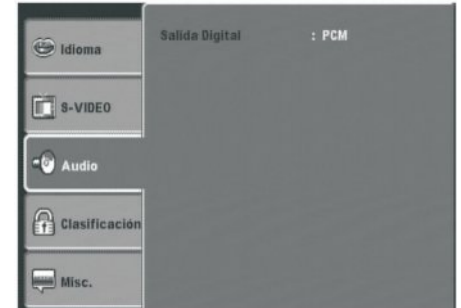 Idioma
S-VIDEO
Audio
Clasificación
Misc.
Salida Digital : PCM